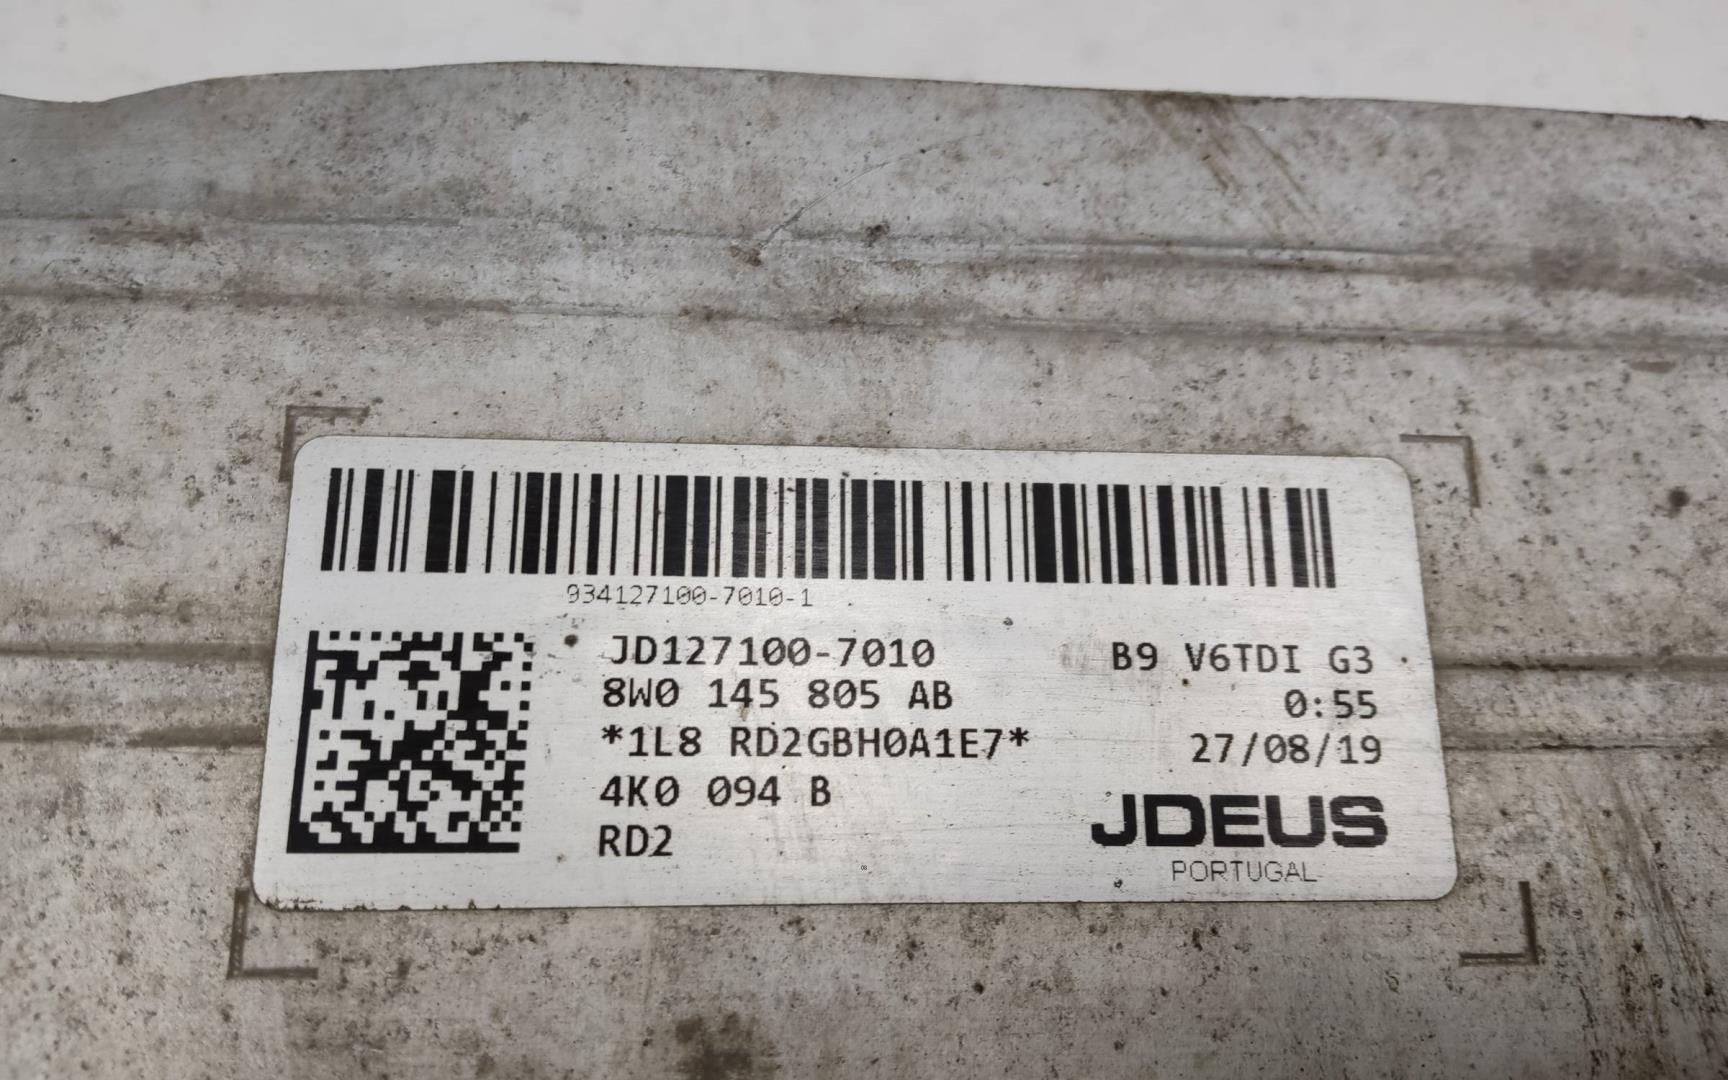 934127100-7010-1
JD127100-7010
8W0 145 805 AB
*1L8 RD2GBH0A1E7*
4K0 094 B
RD2
B9 V6TDI G3
0:55
27/08/19
JDEUS
PORTUGAL